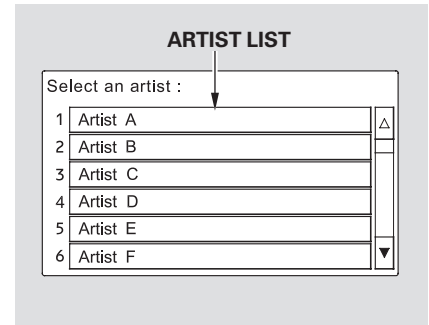 ARTIST LIST
Select an artist :
1 Artist A
2 Artist B
3 Artist C
4 Artist D
5 Artist E
6 Artist F